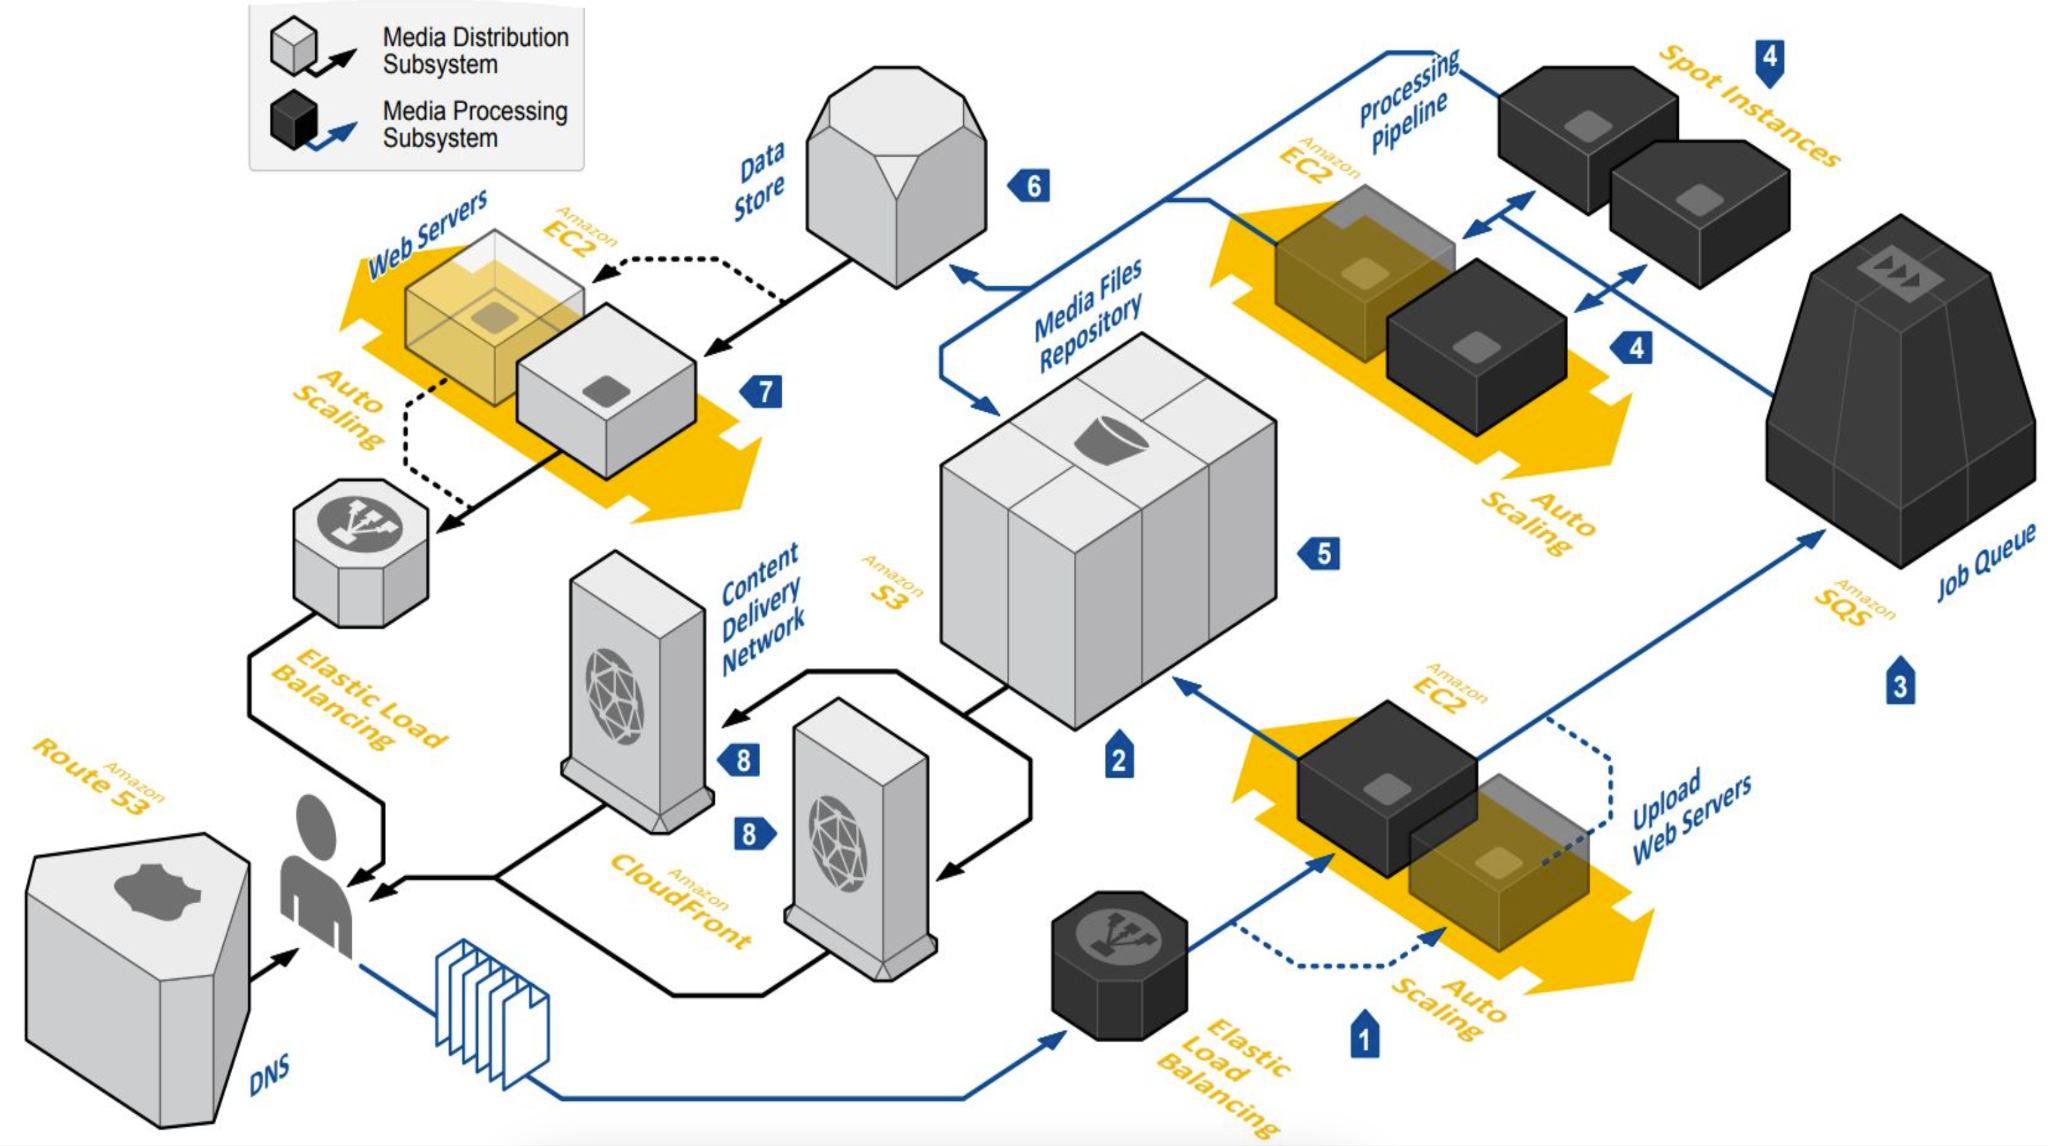 Media Distribution
Subsystem
Media Processing
Subsystem
4
Spot Instances
Processing
Pipeline
Amazon
EC2
Data
Store
6
Web Servers
Amazon
EC2
Media Files
Repository
4
7
Auto
Scaling
Auto
Scaling
5
Job Queue
Amazon
SQS
3
Content
Delivery
Network
Amazon
S3
Elastic Load
Balancing
Amazon
EC2
2
8
8
Amazon
Route 53
Upload
Web Servers
Amazon
CloudFront
Auto
Scaling
1
Elastic
Load
Balancing
DNS